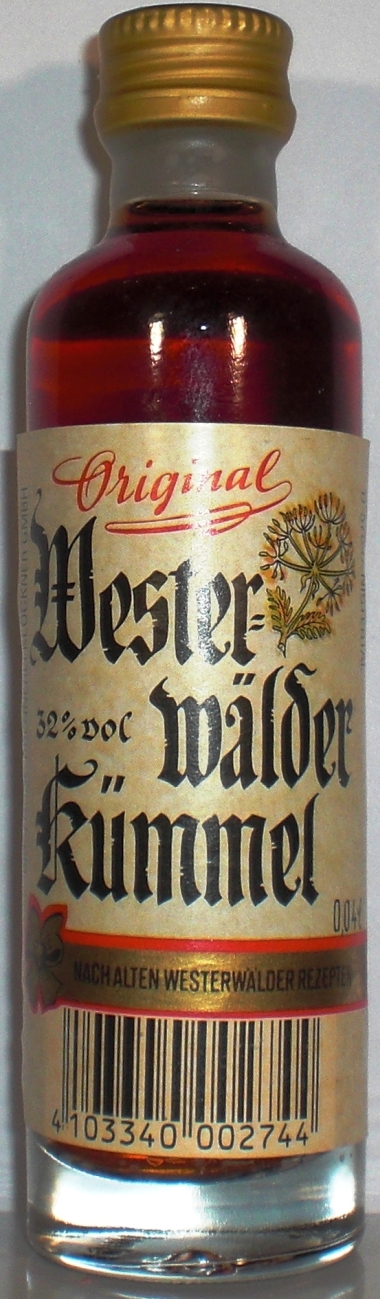 Original
Wester-
wälder
32% vol
Kümmel
0,04
NACH ALTEN WESTERWÄLDER REZEPTEN
4 103340 002744